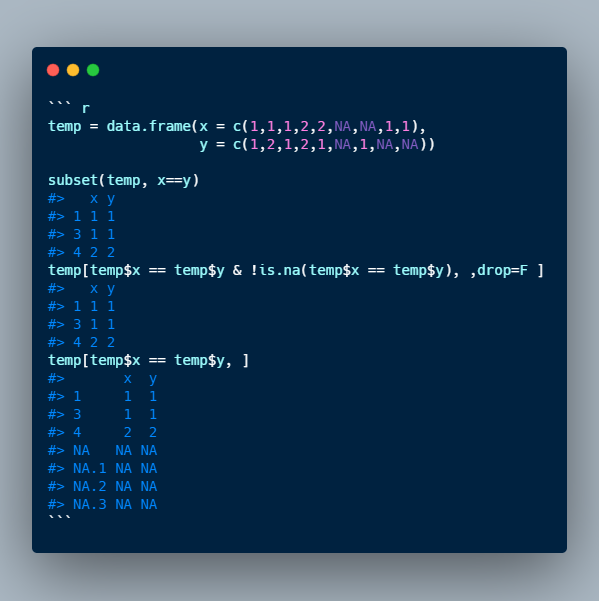 ``` r
temp = data.frame(x = c(1,1,1,2,2,NA,NA,1,1),
                  y = c(1,2,1,2,1,NA,1,NA,NA))

subset(temp, x==y)
#>   x y
#> 1 1 1
#> 3 1 1
#> 4 2 2
temp[temp$x == temp$y & !is.na(temp$x == temp$y), ,drop=F ]
#>   x y
#> 1 1 1
#> 3 1 1
#> 4 2 2
temp[temp$x == temp$y, ]
#>       x  y
#> 1     1  1
#> 3     1  1
#> 4     2  2
#> NA   NA NA
#> NA.1 NA NA
#> NA.2 NA NA
#> NA.3 NA NA
```